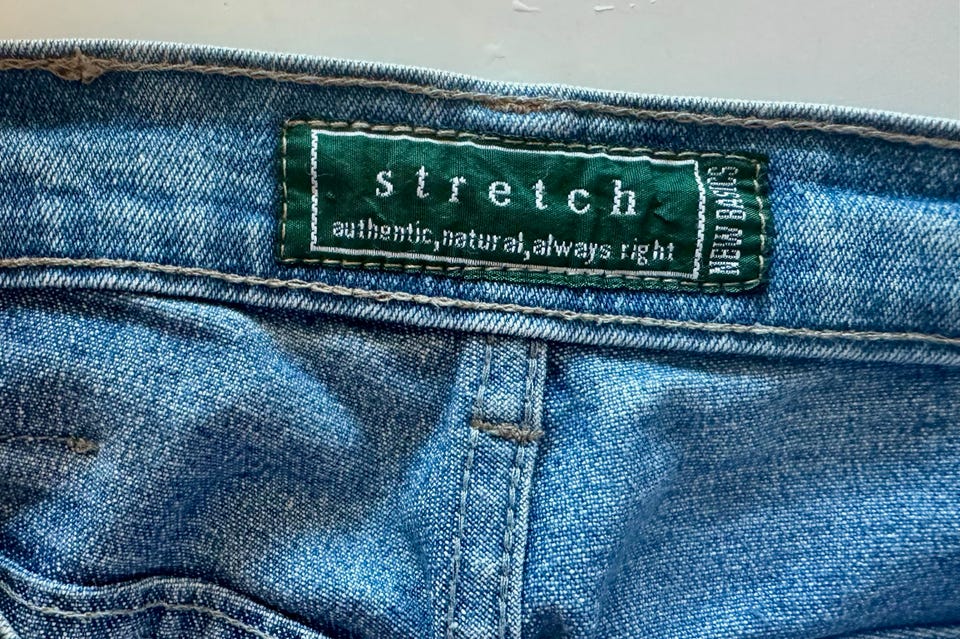 stretch
authentic,natural,always right
NEW BASICS